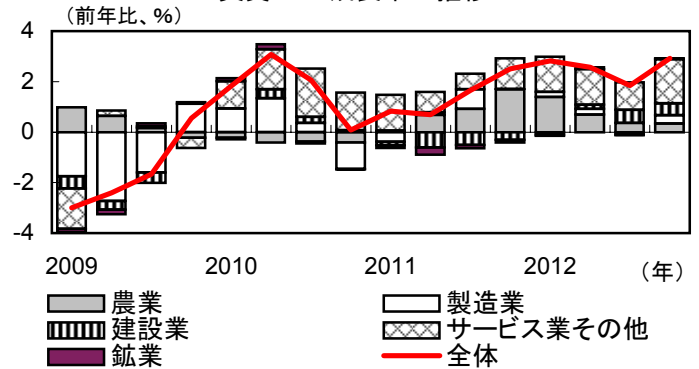 （前年比、%）
4
2
0
-2
-4
2009 2010 2011 2012 （年）
農業 製造業
建設業 サービス業その他
鉱業 全体